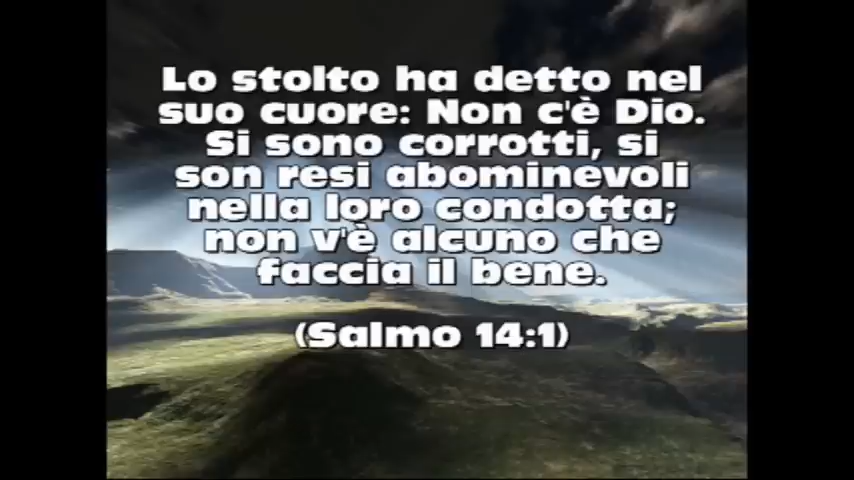 Lo stolto ha detto nel
suo cuore: Non c'è Dio.
Si sono corrotti, si
son resi abominevoli
nella loro condotta;
non v'è alcuno che
faccia il bene.
(Salmo 14:1)